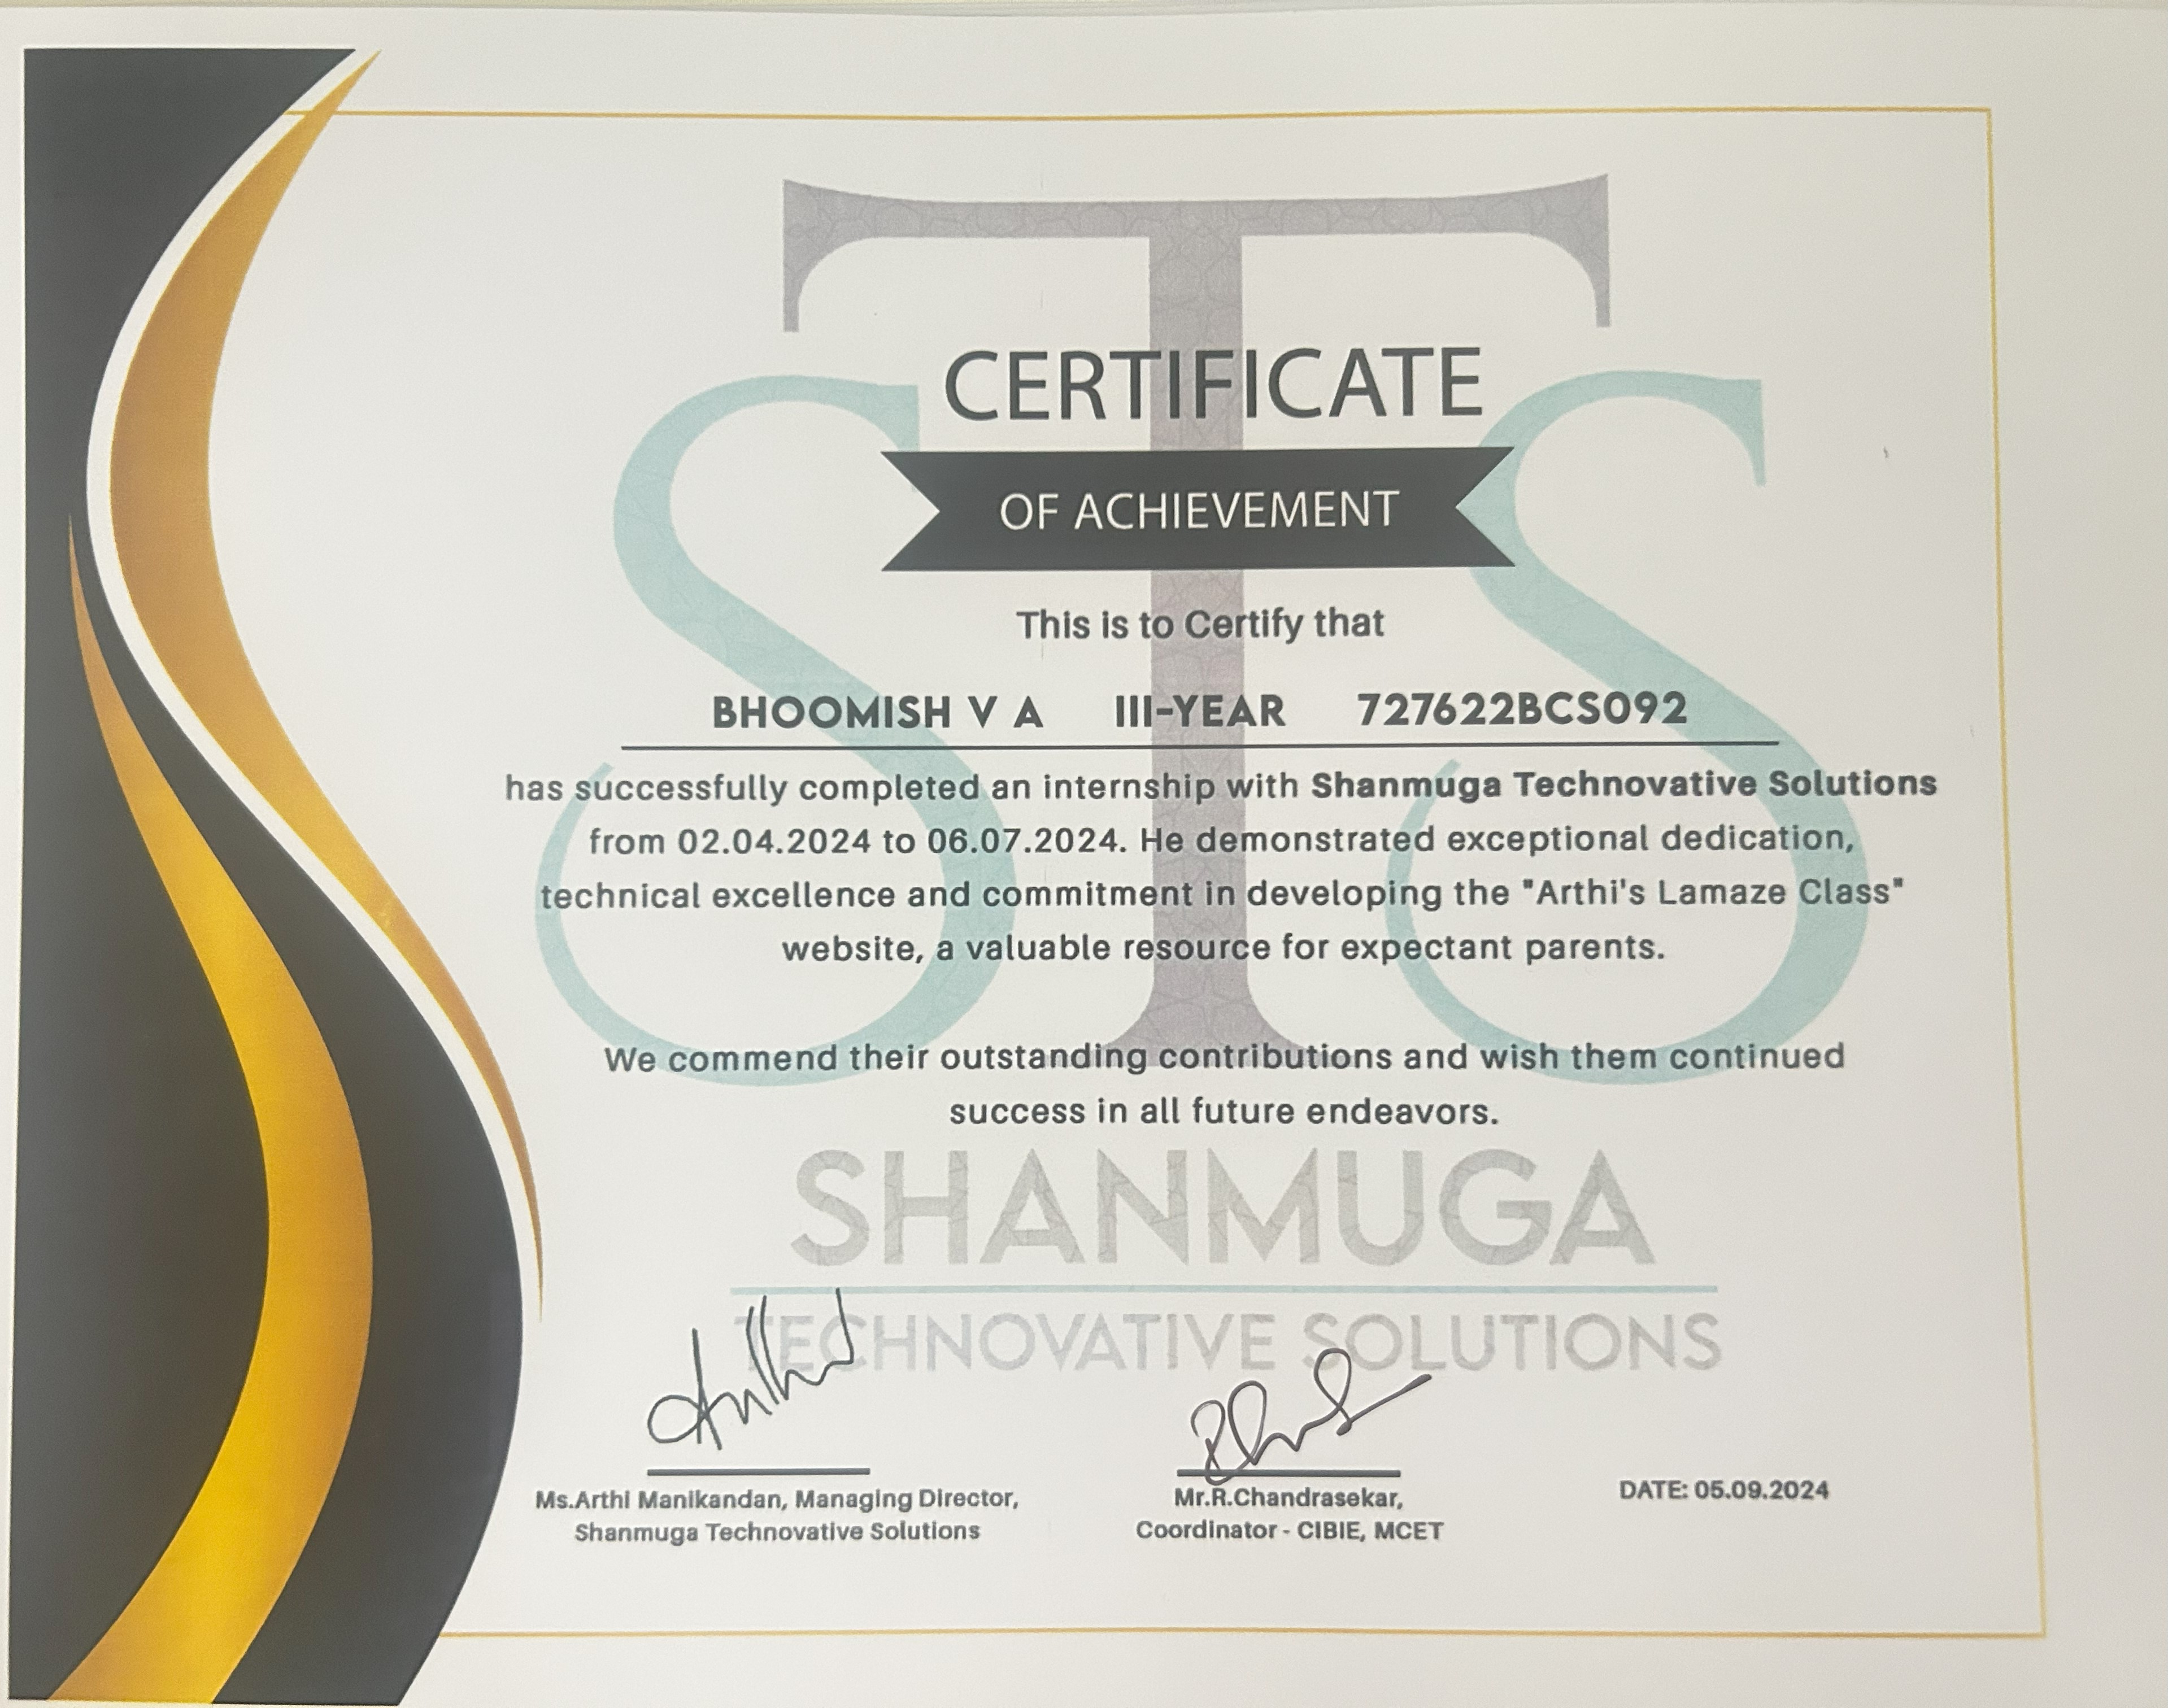 CERTIFICATE
OF ACHIEVEMENT
This is to Certify that
BHOOMISH V A III-YEAR 727622BCS092
has successfully completed an internship with Shanmuga Technovative Solutions
from 02.04.2024 to 06.07.2024. He demonstrated exceptional dedication,
technical excellence and commitment in developing the "Arthi's Lamaze Class"
website, a valuable resource for expectant parents.
We commend their outstanding contributions and wish them continued
success in all future endeavors.
STS
SHANMUGA
TECHNOVATIVE SOLUTIONS
Ms.Arthi Manikandan, Managing Director,
Shanmuga Technovative Solutions
Mr.R.Chandrasekar,
Coordinator - CIBIE, MCET
DATE: 05.09.2024